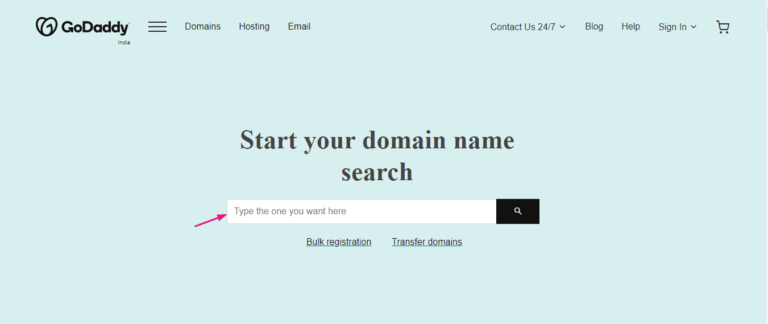 GoDaddy Domains Hosting Email Contact Us 24/7 Blog Help Sign In
India
Start your domain name
search
Type the one you want here
Bulk registration Transfer domains